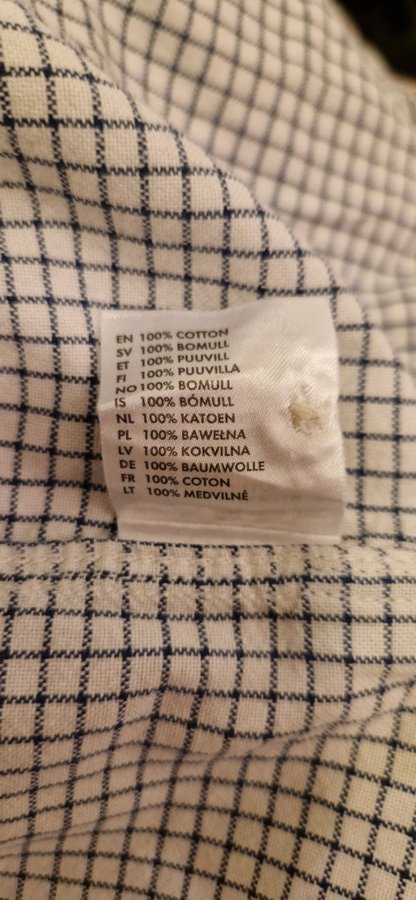 EN 100% COTTON
SV 100% BOMULL
ET 100% PUUVILL
FI 100% PUUVILLA
NO 100% BOMULL
IS 100% BÓMULL
NL 100% KATOEN
PL 100% BAWEŁNA
LV 100% KOKVILNA
DE 100% BAUMWOLLE
FR 100% COTON
LT 100% MEDVILNĖ